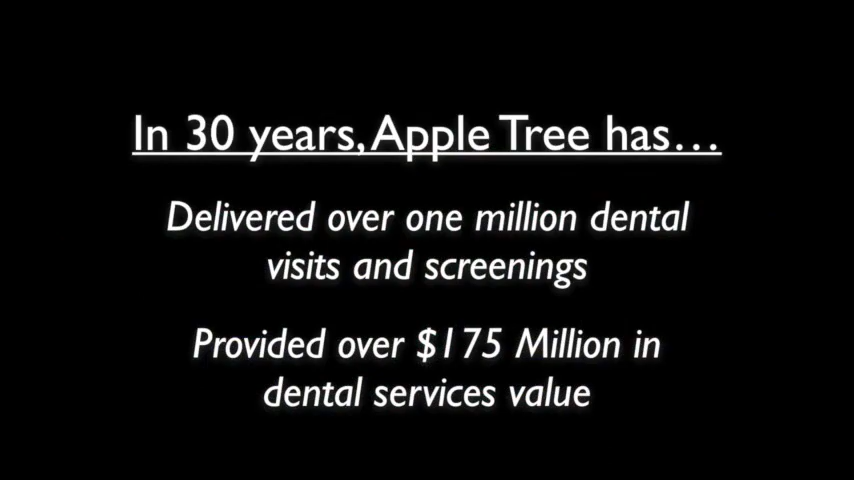 In 30 years, Apple Tree has…
Delivered over one million dental
visits and screenings
Provided over $175 Million in
dental services value